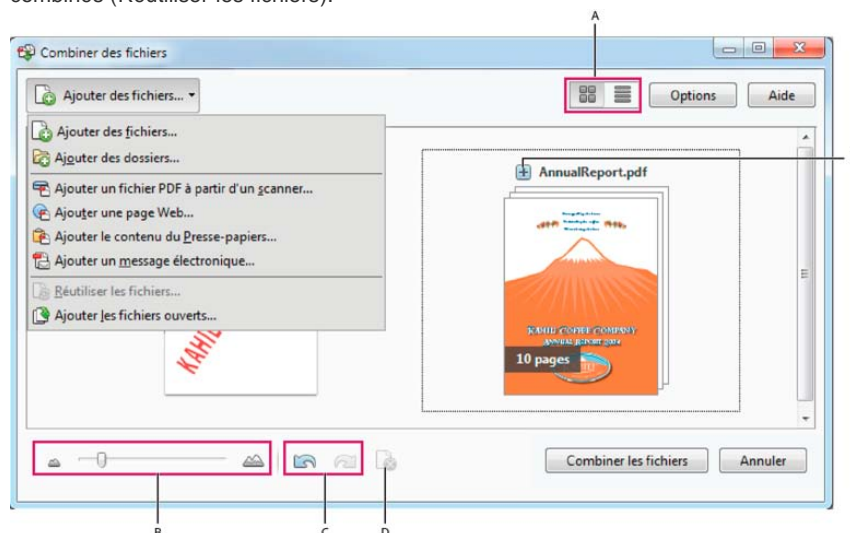 combinés (Réutiliser les fichiers).
A
Combiner des fichiers
Ajouter des fichiers...
Options
Aide
Ajouter des fichiers...
Ajouter des dossiers...
Ajouter un fichier PDF à partir d'un scanner...
Ajouter une page Web...
Ajouter le contenu du Presse-papiers...
Ajouter un message électronique...
Réutiliser les fichiers...
Ajouter les fichiers ouverts...
AnnualReport.pdf
KAHIL COFFEE COMPANY
ANNUAL REPORT 2014
10 pages
Combiner les fichiers
Annuler
B
C
D